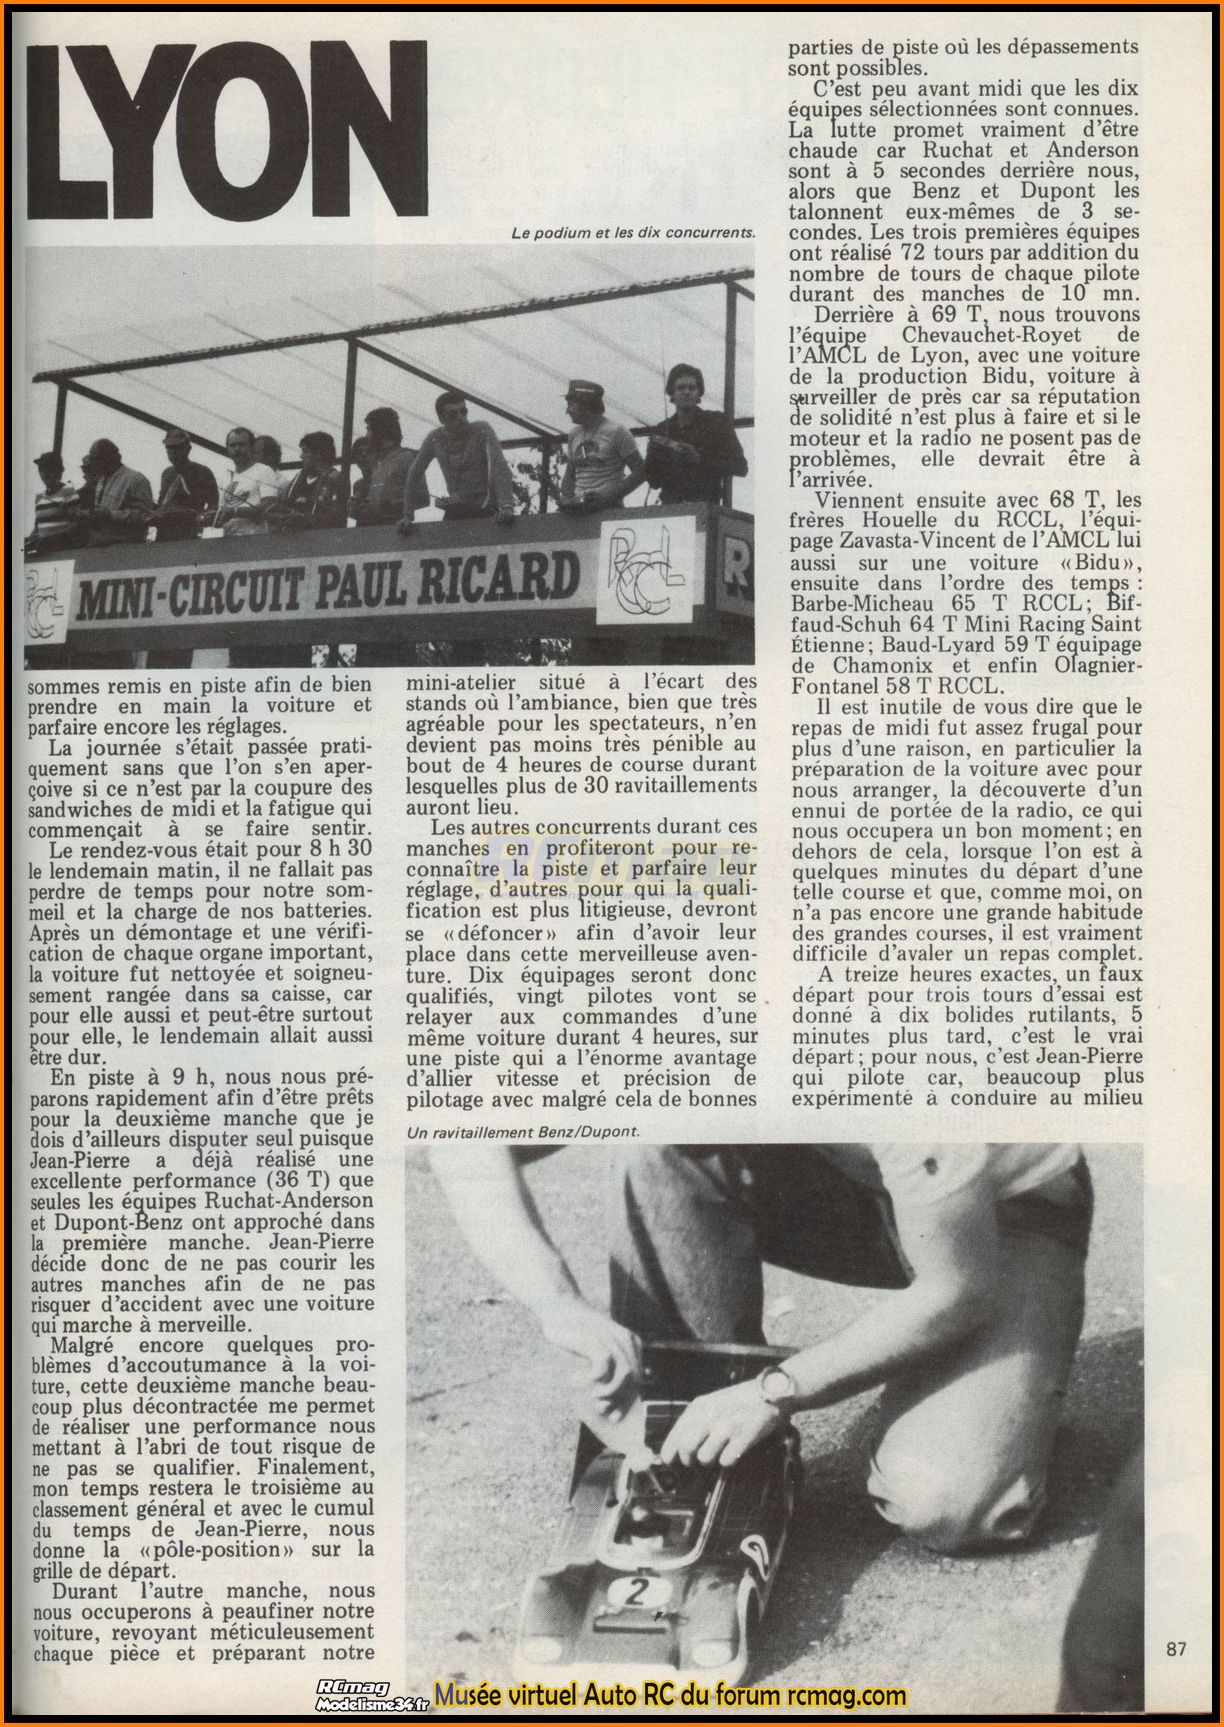 LYON
Le podium et les dix concurrents.
MINI-CIRCUIT PAUL RICARD
RCCL
R
sommes remis en piste afin de bien
prendre en main la voiture et
parfaire encore les réglages.
La journée s'était passée prati-
quement sans que l'on s'en aper-
çoive si ce n'est par la coupure des
sandwiches de midi et la fatigue qui
commençait à se faire sentir.
Le rendez-vous était pour 8 h 30
le lendemain matin, il ne fallait pas
perdre de temps pour notre som-
meil et la charge de nos batteries.
Après un démontage et une vérifi-
cation de chaque organe important,
la voiture fut nettoyée et soigneu-
sement rangée dans sa caisse, car
pour elle aussi et peut-être surtout
pour elle, le lendemain allait aussi
être dur.
En piste à 9 h, nous nous pré-
parons rapidement afin d'être prêts
pour la deuxième manche que je
dois d'ailleurs disputer seul puisque
Jean-Pierre a déjà réalisé une
excellente performance (36 T) que
seules les équipes Ruchat-Anderson
et Dupont-Benz ont approché dans
la première manche. Jean-Pierre
décide donc de ne pas courir les
autres manches afin de ne pas
risquer d'accident avec une voiture
qui marche à merveille.
Malgré encore quelques pro-
blèmes d'accoutumance à la voi-
ture, cette deuxième manche beau-
coup plus décontractée me permet
de réaliser une performance nous
mettant à l'abri de tout risque de
ne pas se qualifier. Finalement,
mon temps restera le troisième au
classement général et avec le cumul
du temps de Jean-Pierre, nous
donne la «pôle-position» sur la
grille de départ.
Durant l'autre manche, nous
nous occuperons à peaufiner notre
voiture, revoyant méticuleusement
chaque pièce et préparant notre
mini-atelier situé à l'écart des
stands où l'ambiance, bien que très
agréable pour les spectateurs, n'en
devient pas moins très pénible au
bout de 4 heures de course durant
lesquelles plus de 30 ravitaillements
auront lieu.
Les autres concurrents durant ces
manches en profiteront pour re-
connaître la piste et parfaire leur
réglage, d'autres pour qui la quali-
fication est plus litigieuse, devront
se «défoncer» afin d'avoir leur
place dans cette merveilleuse aven-
ture. Dix équipages seront donc
qualifiés, vingt pilotes vont se
relayer aux commandes d'une
même voiture durant 4 heures, sur
une piste qui a l'énorme avantage
d'allier vitesse et précision de
pilotage avec malgré cela de bonnes
parties de piste où les dépassements
sont possibles.
C'est peu avant midi que les dix
équipes sélectionnées sont connues.
La lutte promet vraiment d'être
chaude car Ruchat et Anderson
sont à 5 secondes derrière nous,
alors que Benz et Dupont les
talonnent eux-mêmes de 3 se-
condes. Les trois premières équipes
ont réalisé 72 tours par addition du
nombre de tours de chaque pilote
durant des manches de 10 mn.
Derrière à 69 T, nous trouvons
l'équipe Chevauchet-Royet de
l'AMCL de Lyon, avec une voiture
de la production Bidu, voiture à
surveiller de près car sa réputation
de solidité n'est plus à faire et si le
moteur et la radio ne posent pas de
problèmes, elle devrait être à
l'arrivée.
Viennent ensuite avec 68 T, les
frères Houelle du RCCL, l'équi-
page Zavasta-Vincent de l'AMCL lui
aussi sur une voiture «Bidu»,
ensuite dans l'ordre des temps :
Barbe-Micheau 65 T RCCL; Bif-
faud-Schuh 64 T Mini Racing Saint
Étienne; Baud-Lyard 59 T équipage
de Chamonix et enfin Olagnier-
Fontanel 58 T RCCL.
Il est inutile de vous dire que le
repas de midi fut assez frugal pour
plus d'une raison, en particulier la
préparation de la voiture avec pour
nous arranger, la découverte d'un
ennui de portée de la radio, ce qui
nous occupera un bon moment; en
dehors de cela, lorsque l'on est à
quelques minutes du départ d'une
telle course et que, comme moi, on
n'a pas encore une grande habitude
des grandes courses, il est vraiment
difficile d'avaler un repas complet.
A treize heures exactes, un faux
départ pour trois tours d'essai est
donné à dix bolides rutilants, 5
minutes plus tard, c'est le vrai
départ; pour nous, c'est Jean-Pierre
qui pilote car, beaucoup plus
expérimenté à conduire au milieu
Un ravitaillement Benz/Dupont.
2
87
RCmag
Modelisme34.fr
Musée virtuel Auto RC du forum rcmag.com